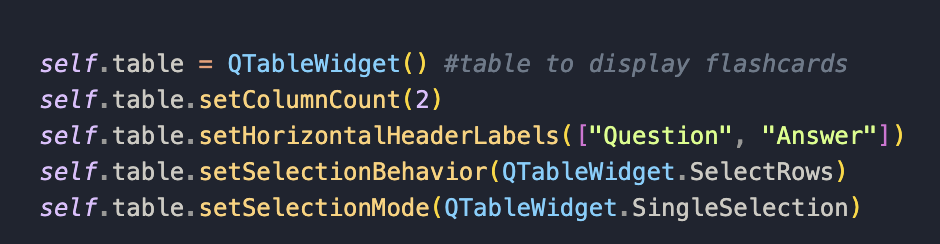 self.table = QTableWidget() #table to display flashcards
self.table.setColumnCount(2)
self.table.setHorizontalHeaderLabels(["Question", "Answer"])
self.table.setSelectionBehavior(QTableWidget.SelectRows)
self.table.setSelectionMode(QTableWidget.SingleSelection)